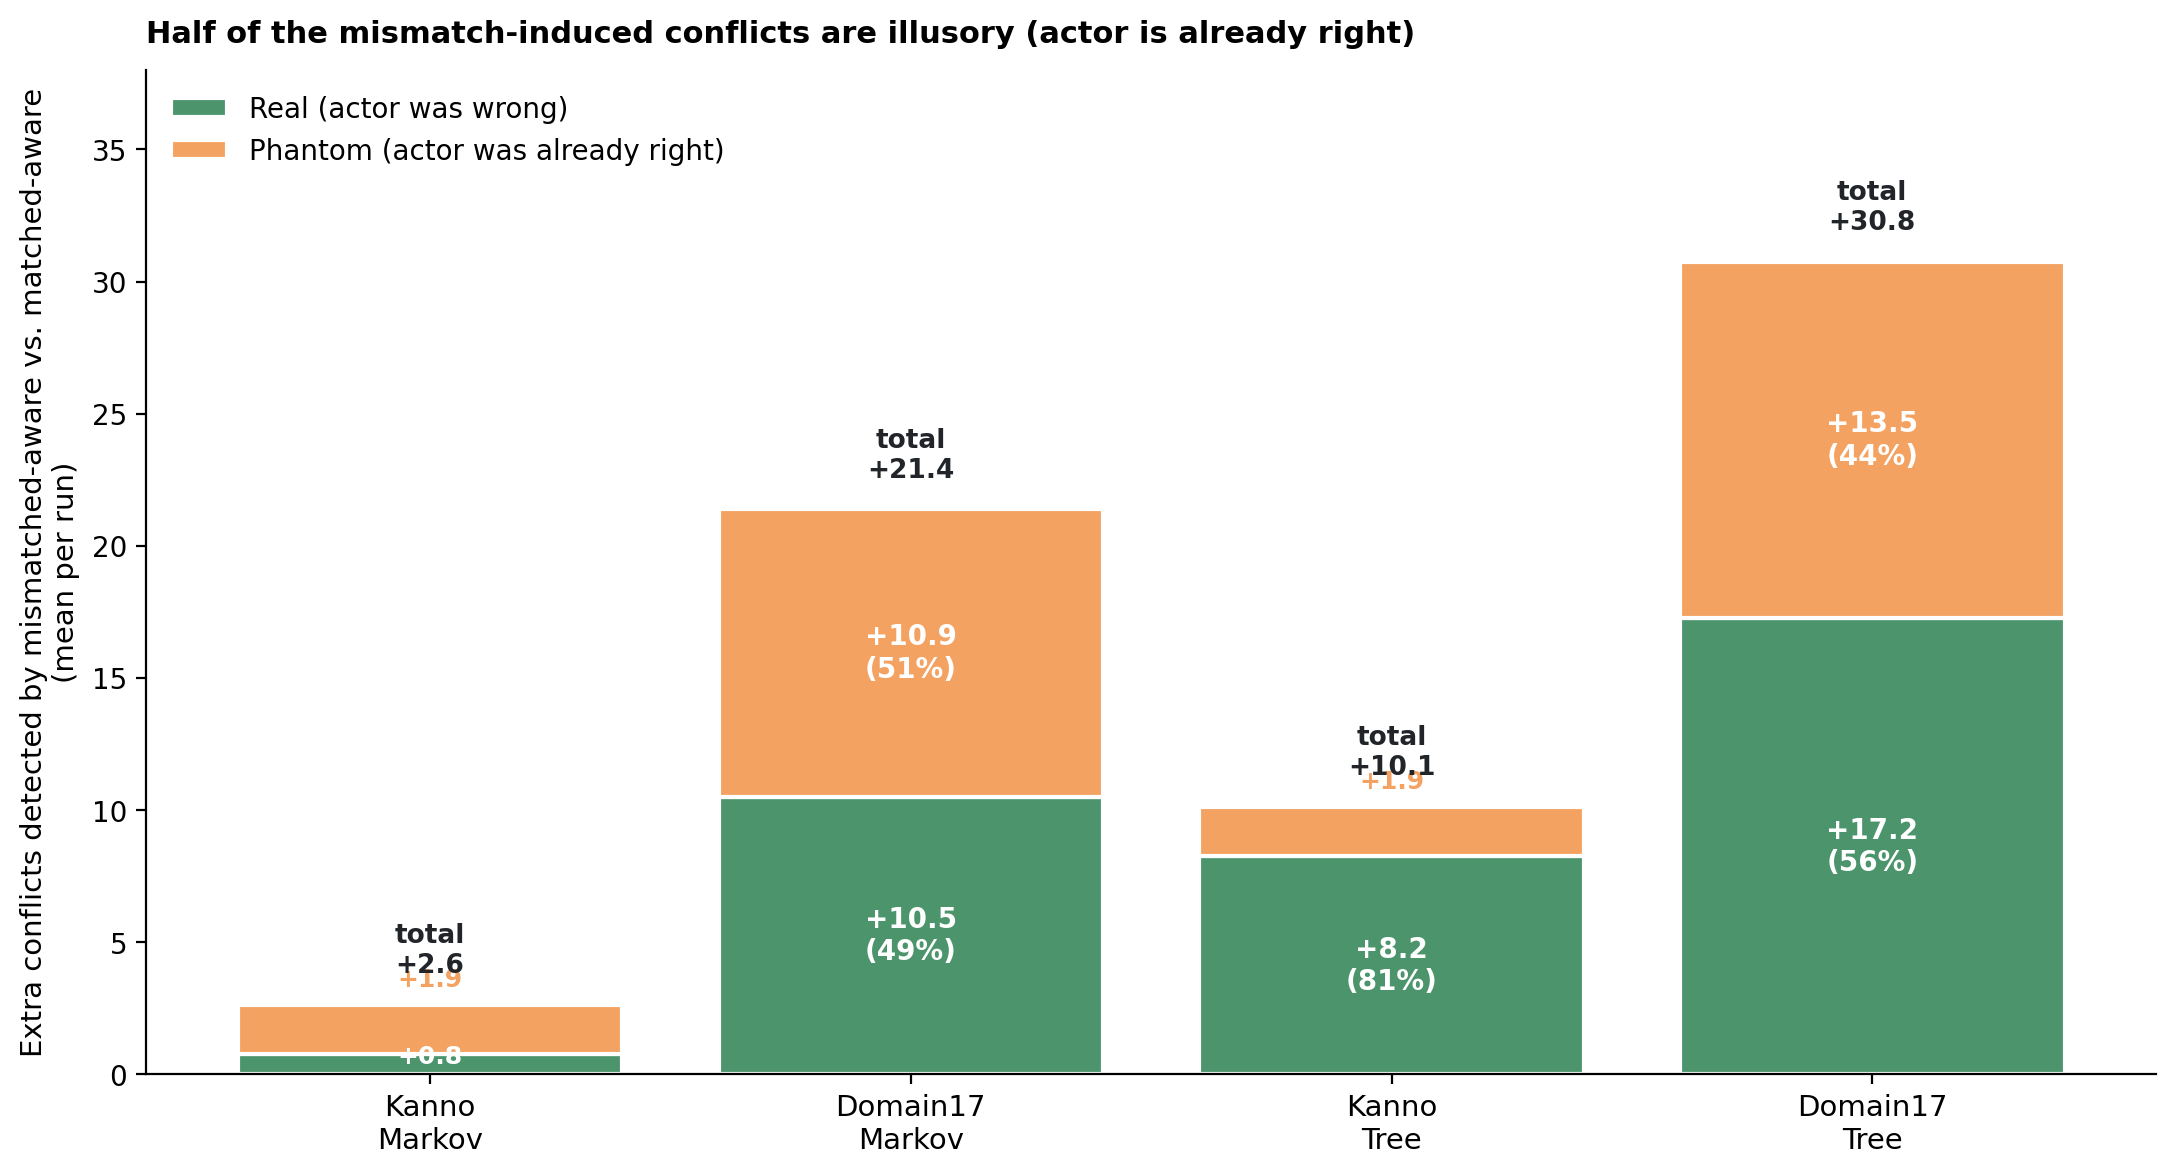 Half of the mismatch-induced conflicts are illusory (actor is already right)
Real (actor was wrong)
Phantom (actor was already right)
Extra conflicts detected by mismatched-aware vs. matched-aware
(mean per run)
35
30
25
20
15
10
5
0
total
+2.6
+1.9
+0.8
total
+21.4
+10.9
(51%)
+10.5
(49%)
total
+10.1
+1.9
+8.2
(81%)
total
+30.8
+13.5
(44%)
+17.2
(56%)
Kanno
Markov
Domain17
Markov
Kanno
Tree
Domain17
Tree